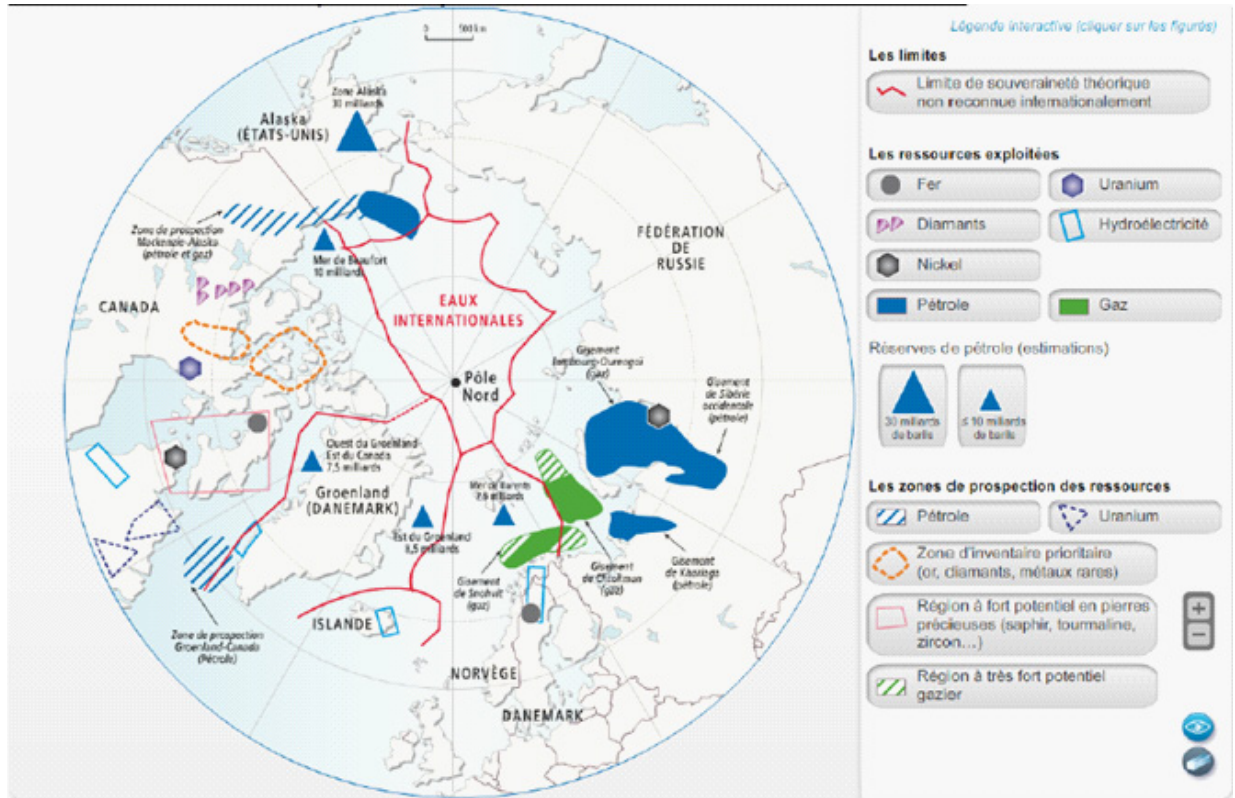 0 500 km
Zone Alaska
30 milliards
Alaska
(ÉTATS-UNIS)
Zone de prospection
Mackenzie-Alaska
(pétrole et gaz)
Mer de Beaufort
10 milliards
FÉDÉRATION
DE
RUSSIE
CANADA
EAUX
INTERNATIONALES
Pôle
Nord
Gisement
(gaz)
Gisement
de Sibérie
occidentale
(pétrole)
Ouest du Groenland-
Est du Canada
7,5 milliards
Groenland
(DANEMARK)
Mer de Barents
7,6 milliards
Est du Groenland
8,5 milliards
Gisement
de Snohvit
(gaz)
Gisement
de
(gaz)
Gisement
de
(pétrole)
ISLANDE
Zone de prospection
Groenland-Canada
(Pétrole)
NORVÈGE
DANEMARK
Légende interactive (cliquer sur les figurés)
Les limites
Limite de souveraineté théorique
non reconnue internationalement
Les ressources exploitées
Fer
Uranium
Diamants
Hydroélectricité
Nickel
Pétrole
Gaz
Réserves de pétrole (estimations)
30 milliards
de barils
≤ 10 milliards
de barils
Les zones de prospection des ressources
Pétrole
Uranium
Zone d'inventaire prioritaire
(or, diamants, métaux rares)
Région à fort potentiel en pierres
précieuses (saphir, tourmaline,
zircon...)
Région à très fort potentiel
gazier